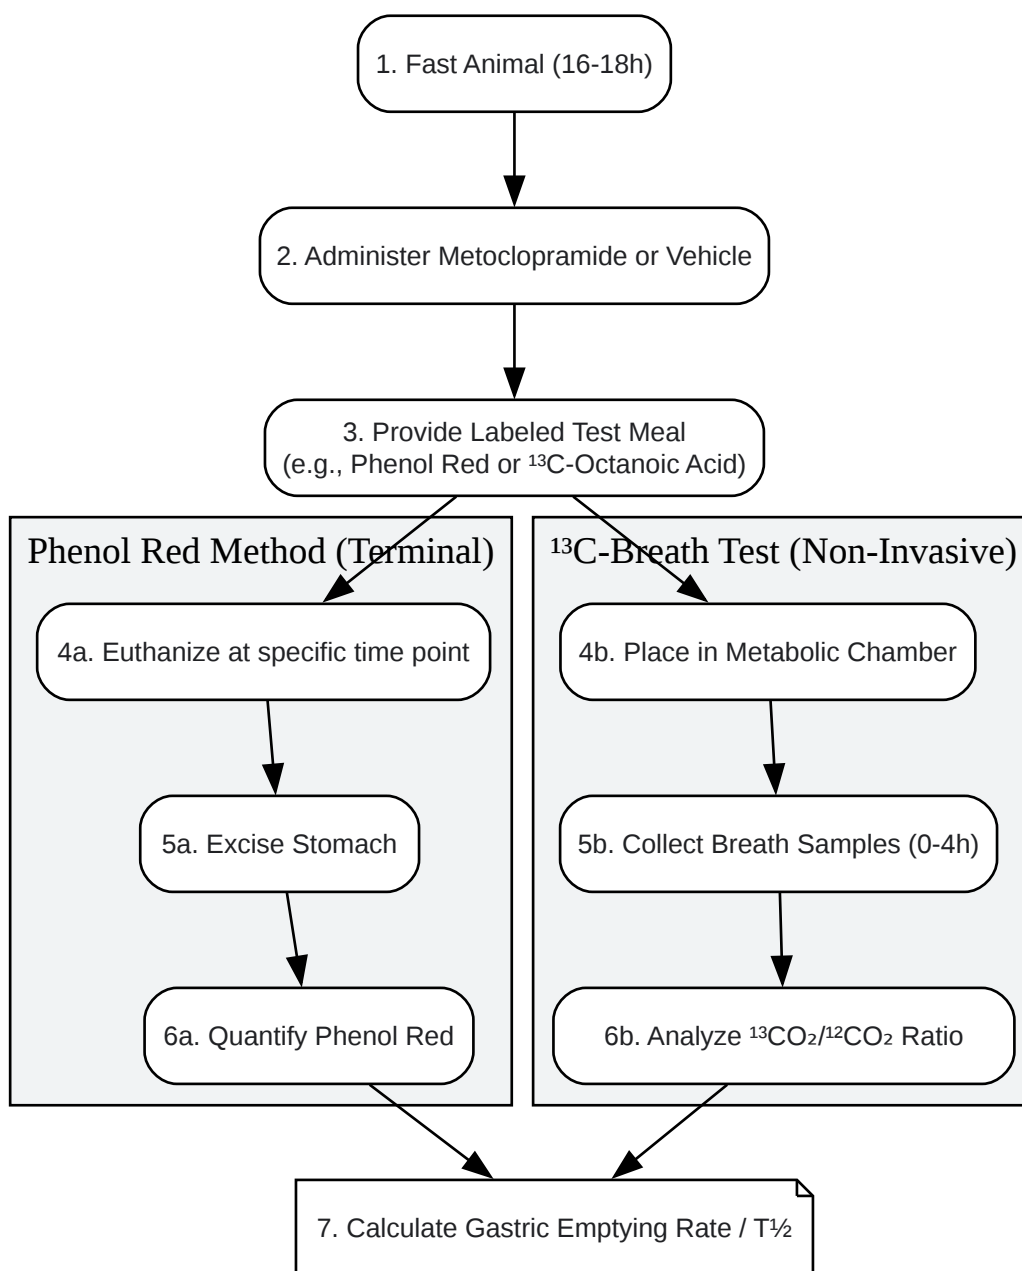 1. Fast Animal (16-18h)
2. Administer Metoclopramide or Vehicle
3. Provide Labeled Test Meal
(e.g., Phenol Red or ¹³C-Octanoic Acid)
Phenol Red Method (Terminal)
4a. Euthanize at specific time point
5a. Excise Stomach
6a. Quantify Phenol Red
¹³C-Breath Test (Non-Invasive)
4b. Place in Metabolic Chamber
5b. Collect Breath Samples (0-4h)
6b. Analyze ¹³CO₂/¹²CO₂ Ratio
7. Calculate Gastric Emptying Rate / T½